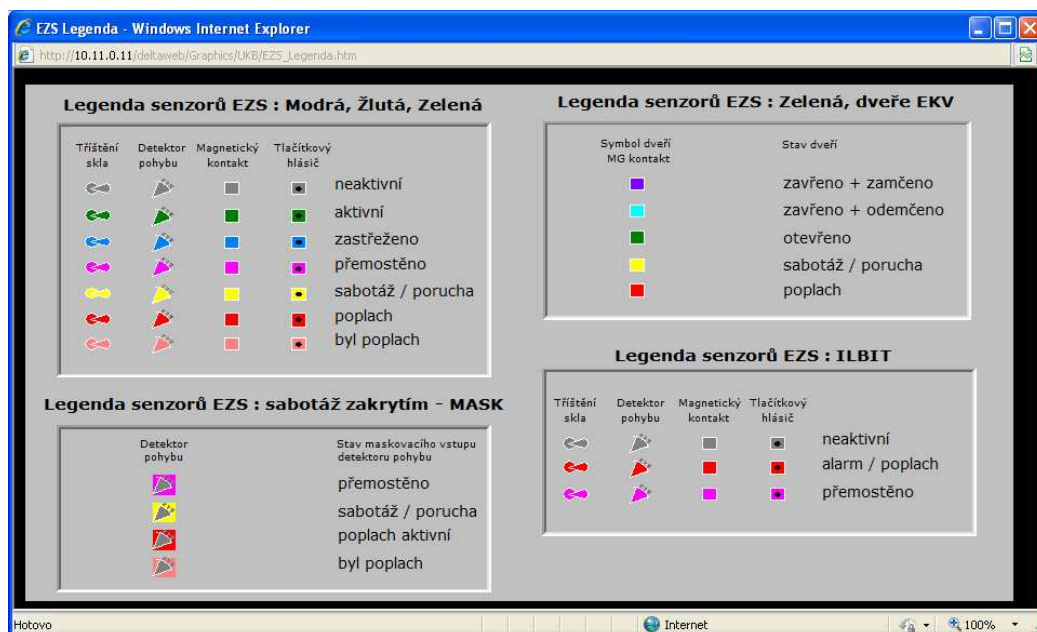 EZS Legenda - Windows Internet Explorer
http://10.11.0.11/deltaweb/Graphics/UKB/EZS_Legenda.htm
Legenda senzorů EZS : Modrá, Žlutá, Zelená
Tříštění skla
Detektor pohybu
Magnetický kontakt
Tlačítkový hlásič
neaktivní
aktivní
zastřeženo
přemostěno
sabotáž / porucha
poplach
byl poplach
Legenda senzorů EZS : sabotáž zakrytím - MASK
Detektor pohybu
Stav maskovacího vstupu
detektoru pohybu
přemostěno
sabotáž / porucha
poplach aktivní
byl poplach
Legenda senzorů EZS : Zelená, dveře EKV
Symbol dveří
MG kontakt
Stav dveří
zavřeno + zamčeno
zavřeno + odemčeno
otevřeno
sabotáž / porucha
poplach
Legenda senzorů EZS : ILBIT
Tříštění skla
Detektor pohybu
Magnetický kontakt
Tlačítkový hlásič
neaktivní
alarm / poplach
přemostěno
Hotovo
Internet
100%